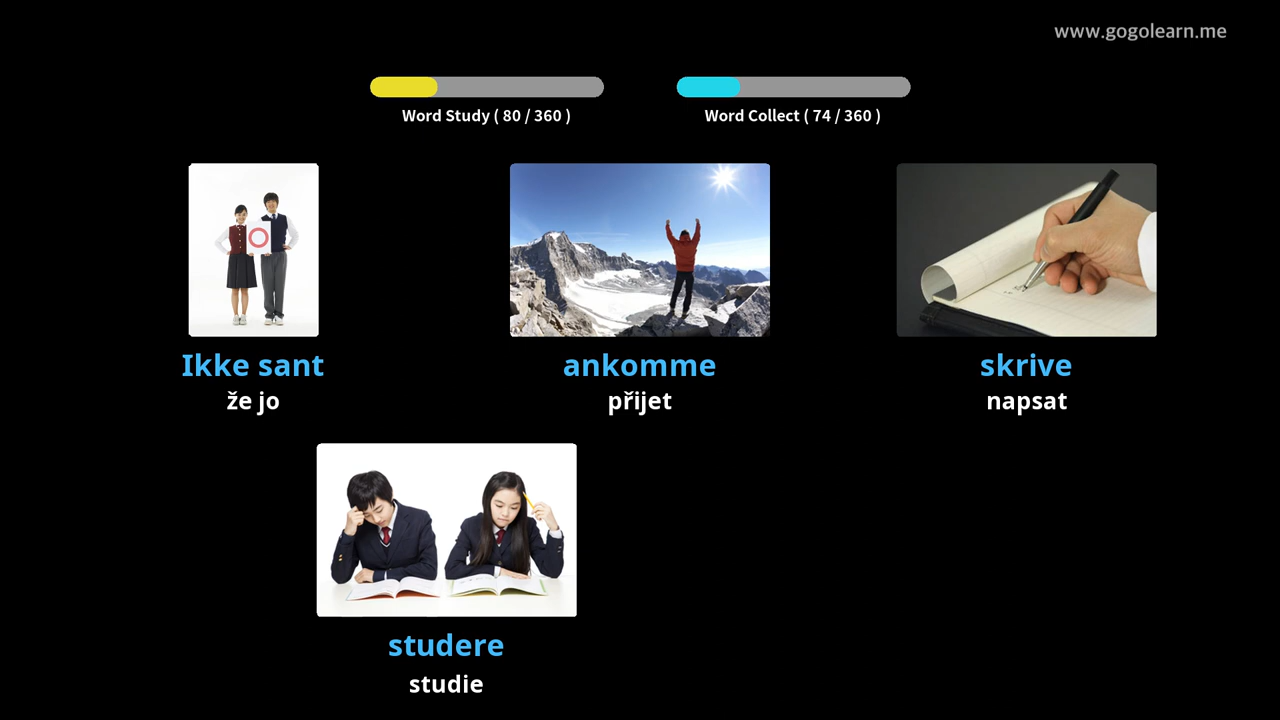 www.gogolearn.me
Word Study ( 80 / 360 )
Word Collect ( 74 / 360 )
Ikke sant
že jo
ankomme
přijet
skrive
napsat
studere
studie